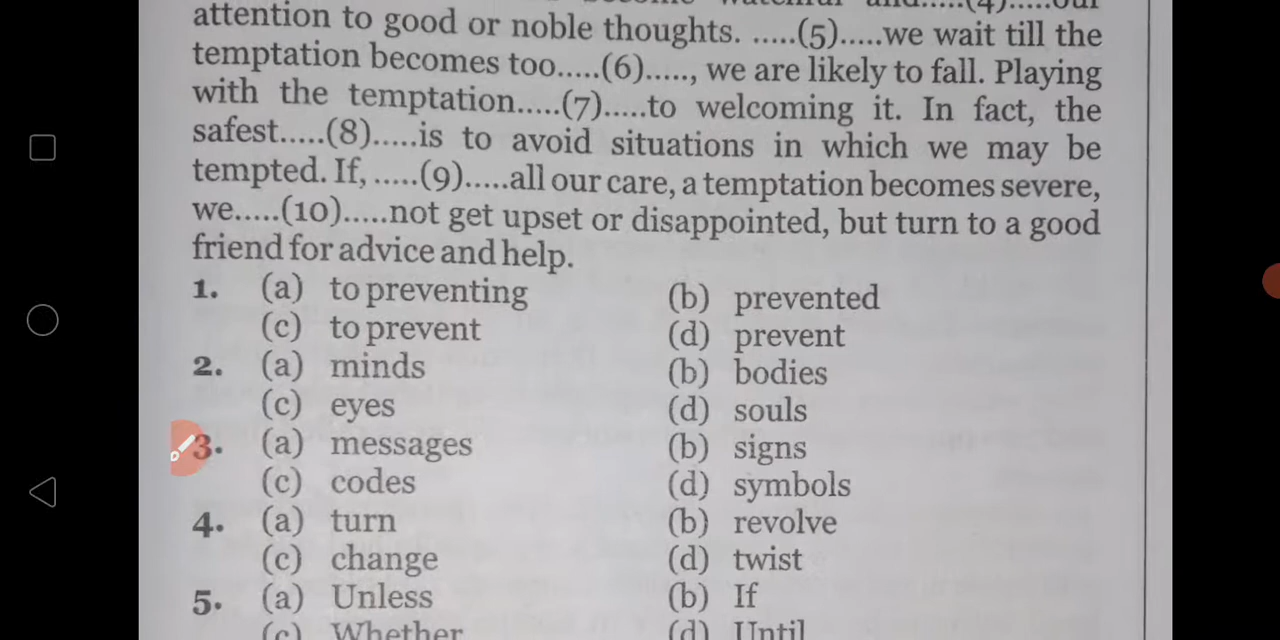 attention to good or noble thoughts. .....(5).....we wait till the
temptation becomes too.....(6)....., we are likely to fall. Playing
with the temptation.....(7).....to welcoming it. In fact, the
safest.....(8).....is to avoid situations in which we may be
tempted. If, .....(9).....all our care, a temptation becomes severe,
we.....(10).....not get upset or disappointed, but turn to a good
friend for advice and help.
1. (a) to preventing (b) prevented
(c) to prevent (d) prevent
2. (a) minds (b) bodies
(c) eyes (d) souls
3. (a) messages (b) signs
(c) codes (d) symbols
4. (a) turn (b) revolve
(c) change (d) twist
5. (a) Unless (b) If
(c) Whether (d) Until